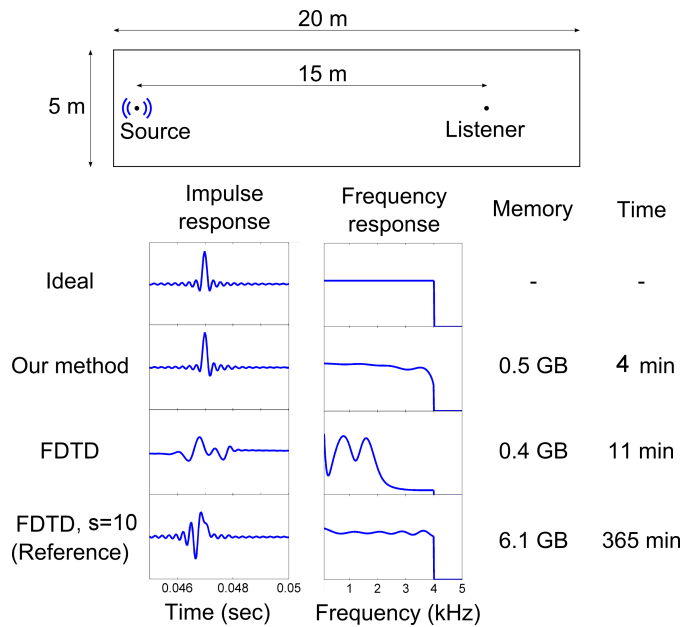 20 m
15 m
5 m
Source
Listener
Impulse
response
Frequency
response
Memory
Time
Ideal
-
-
Our method
0.5 GB
4 min
FDTD
0.4 GB
11 min
FDTD, s=10
(Reference)
6.1 GB
365 min
0.046
0.048
0.05
1
2
3
4
5
Time (sec)
Frequency (kHz)